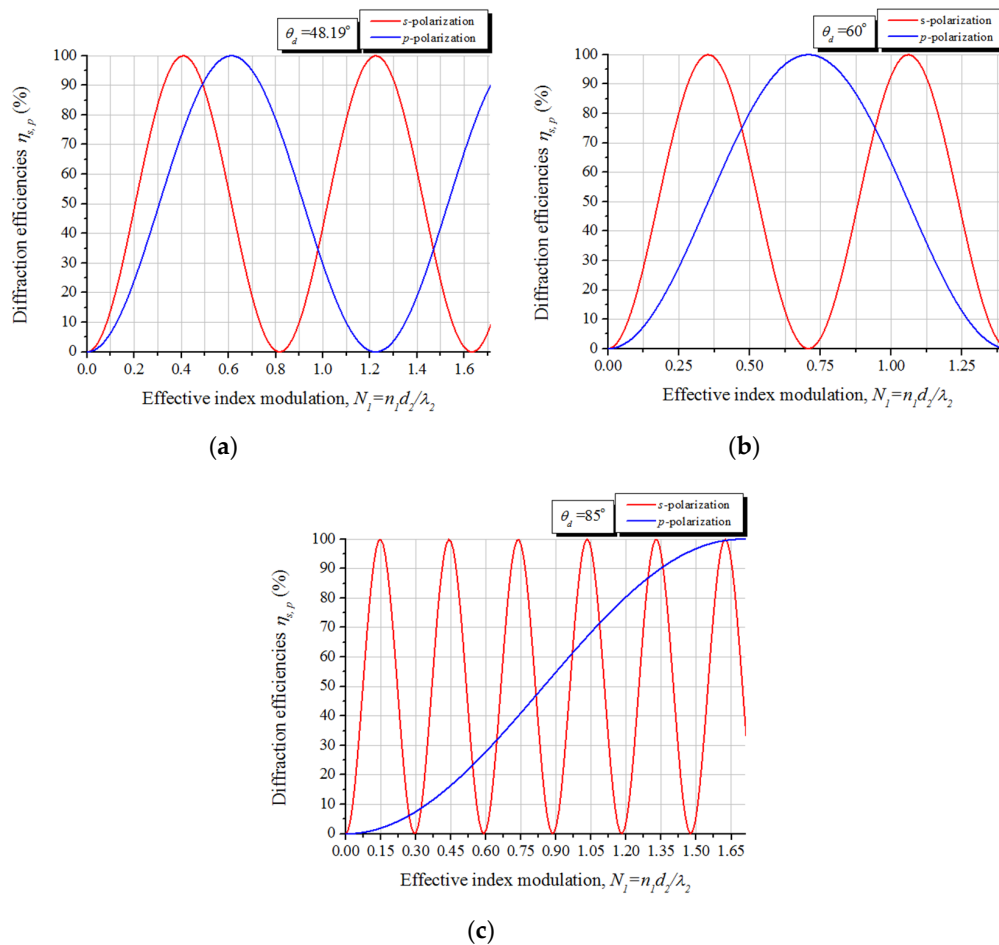 θd =48.19°
s-polarization
p-polarization
Diffraction efficiencies ηs, p (%)
100
90
80
70
60
50
40
30
20
10
0
0.0 0.2 0.4 0.6 0.8 1.0 1.2 1.4 1.6
Effective index modulation, N1=n1d2/λ2
(a)
θd =60°
s-polarization
p-polarization
Diffraction efficiencies ηs, p (%)
100
90
80
70
60
50
40
30
20
10
0
0.00 0.25 0.50 0.75 1.00 1.25
Effective index modulation, N1=n1d2/λ2
(b)
θd =85°
s-polarization
p-polarization
Diffraction efficiencies ηs, p (%)
100
90
80
70
60
50
40
30
20
10
0
0.00 0.15 0.30 0.45 0.60 0.75 0.90 1.05 1.20 1.35 1.50 1.65
Effective index modulation, N1=n1d2/λ2
(c)